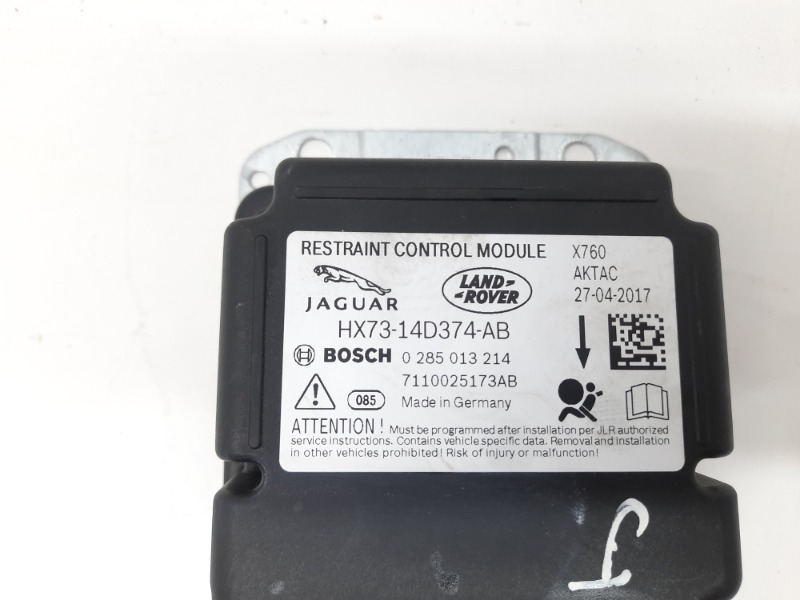 RESTRAINT CONTROL MODULE
X760
AKTAC
27-04-2017
JAGUAR
LAND-
-ROVER
HX73-14D374-AB
BOSCH 0 285 013 214
7110025173AB
085 Made in Germany
ATTENTION! Must be programmed after installation per JLR authorized
service instructions. Contains vehicle specific data. Removal and Installation
in other vehicles prohibited! Risk of injury or malfunction!